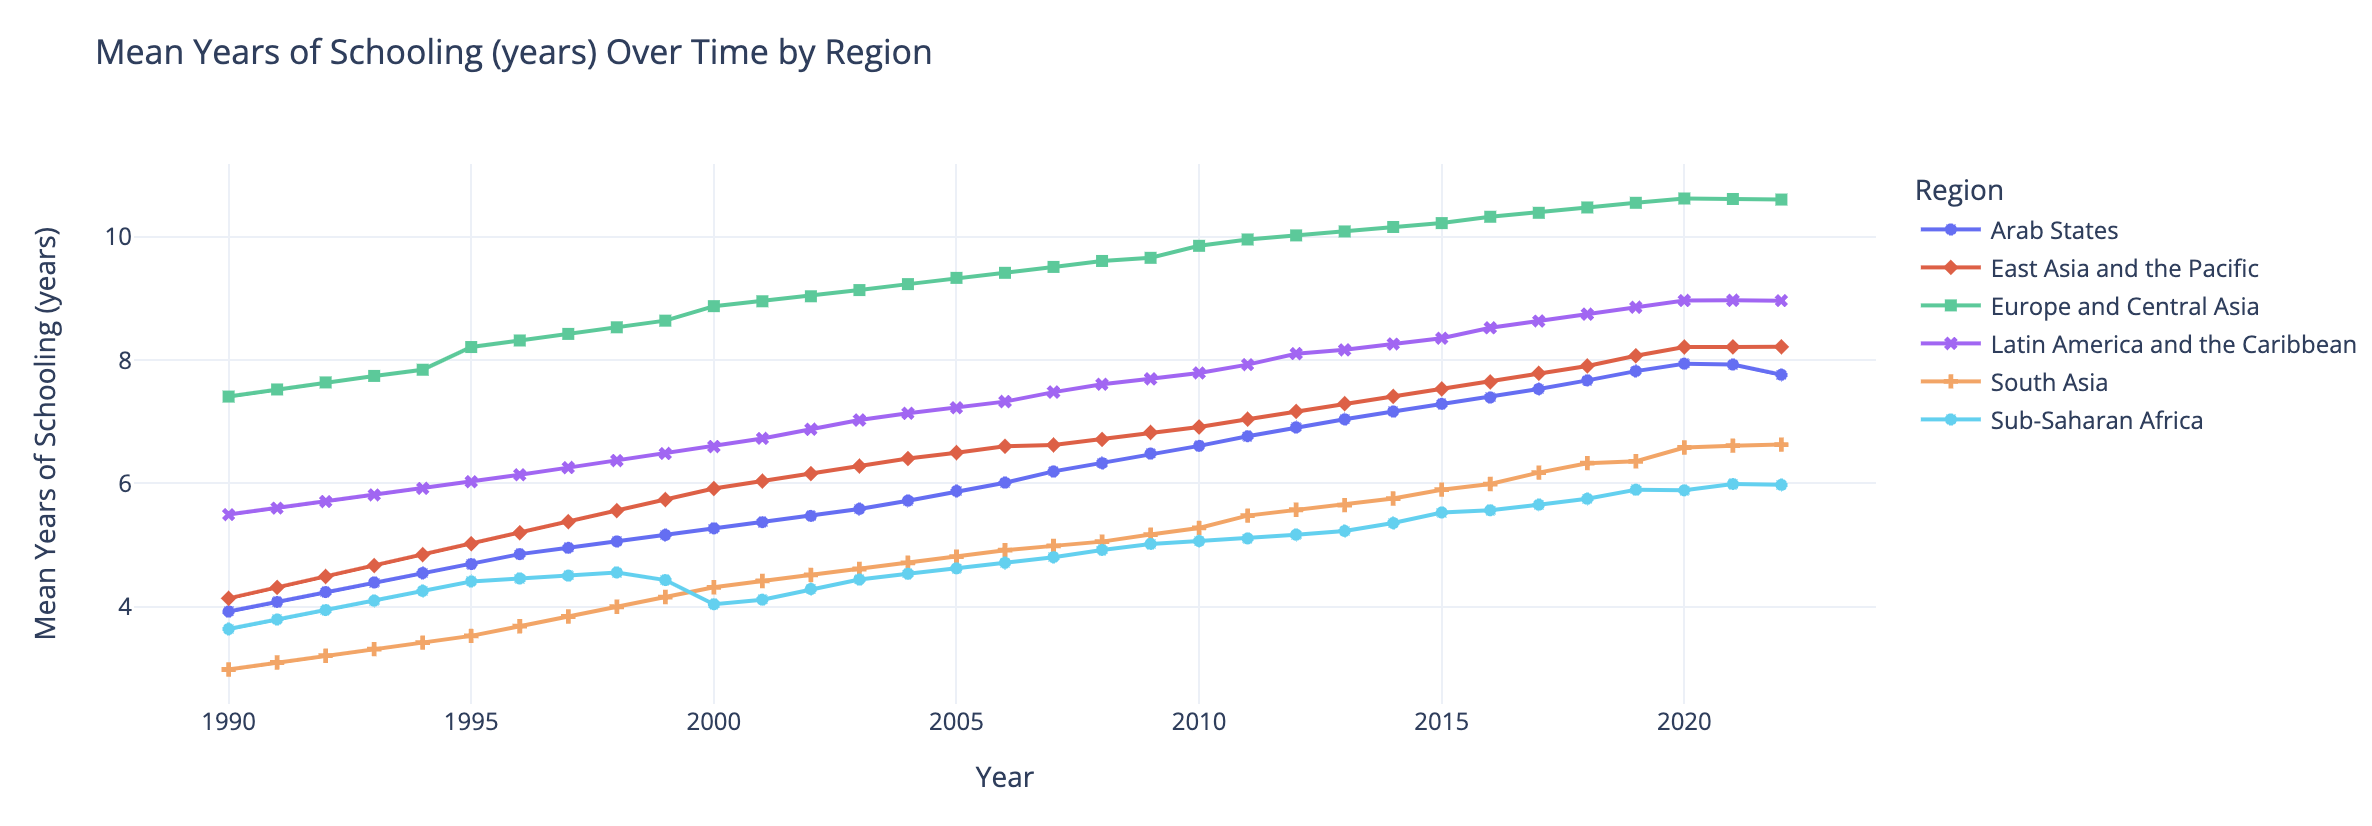 Mean Years of Schooling (years) Over Time by Region
Mean Years of Schooling (years)
10
8
6
4
1990
1995
2000
2005
2010
2015
2020
Year
Region
Arab States
East Asia and the Pacific
Europe and Central Asia
Latin America and the Caribbean
South Asia
Sub-Saharan Africa